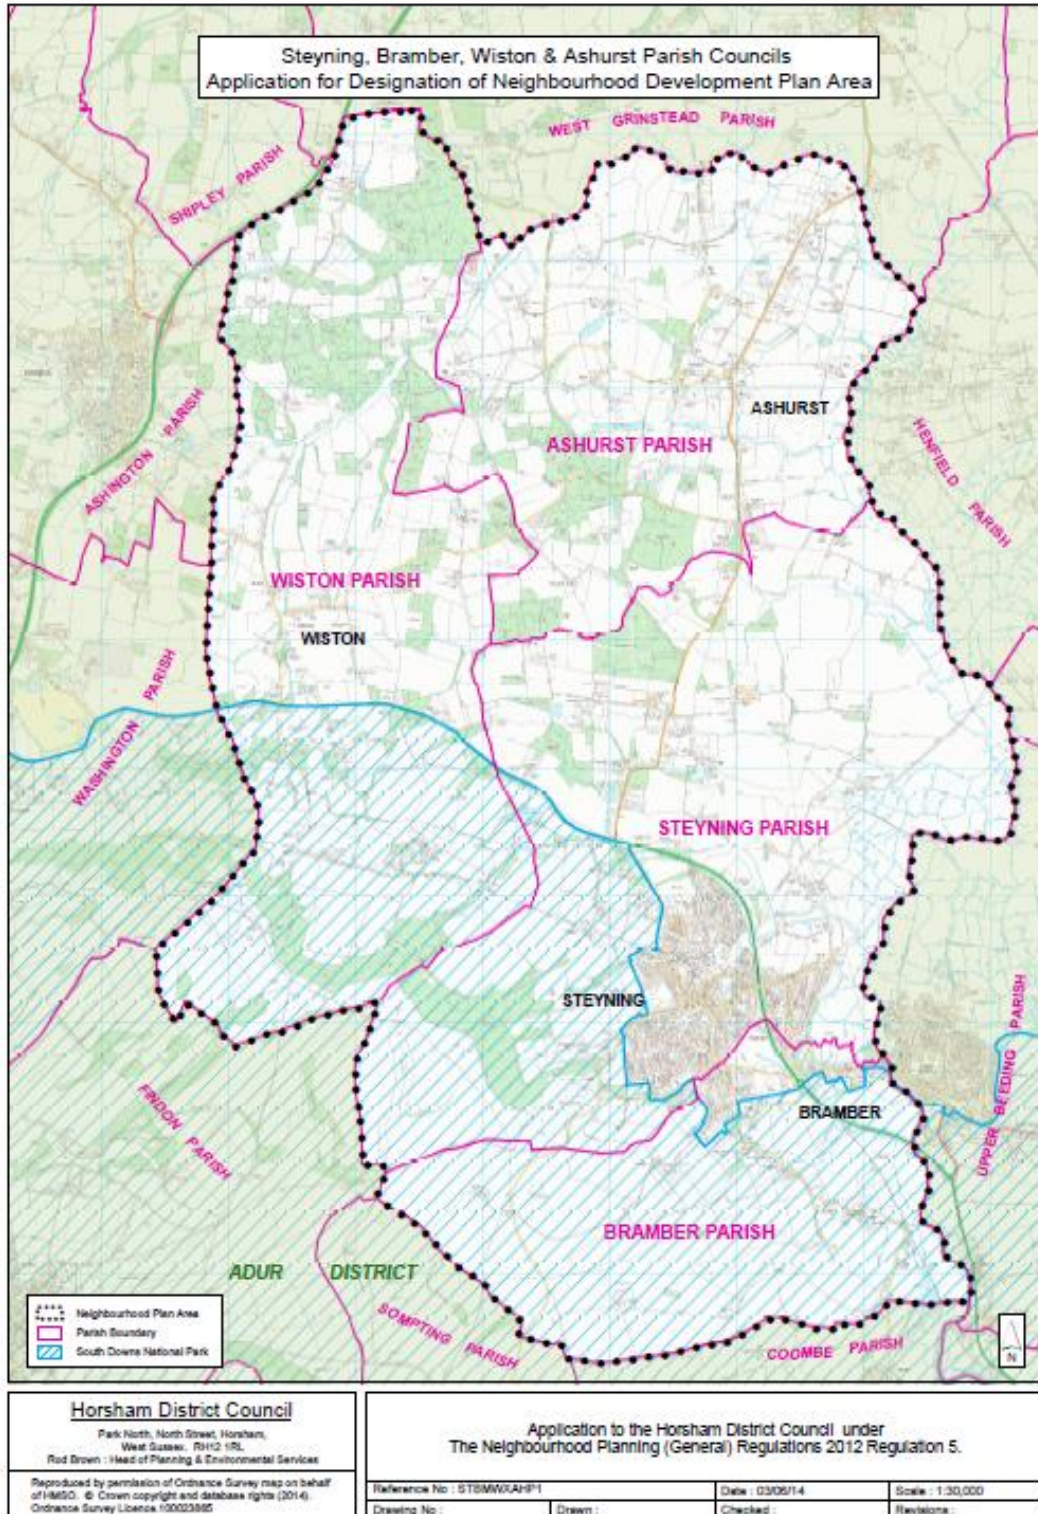 Steyning, Bramber, Wiston & Ashurst Parish Councils
Application for Designation of Neighbourhood Development Plan Area
WEST GRINSTEAD PARISH
SHIPLEY PARISH
ASHURST
ASHINGTON PARISH
ASHURST PARISH
HENFIELD PARISH
WISTON PARISH
WISTON
WASHINGTON PARISH
STEYNING PARISH
STEYNING
UPPER BEEDING PARISH
BRAMBER
FINDON PARISH
BRAMBER PARISH
ADUR DISTRICT
SOMPTING PARISH
COOMBE PARISH
Neighbourhood Plan Area
Parish Boundary
South Downs National Park
N
Horsham District Council
Park North, North Street, Horsham,
West Sussex. RH12 1RL
Rod Brown : Head of Planning & Environmental Services
Reproduced by permission of Ordnance Survey map on behalf
of HMSO. © Crown copyright and database rights (2014).
Ordnance Survey Licence.100023865
Application to the Horsham District Council under
The Neighbourhood Planning (General) Regulations 2012 Regulation 5.
Reference No : Date : 03/06/14 Scale : 1:30,000
Drawing No : Drawn : Checked : Revisions :